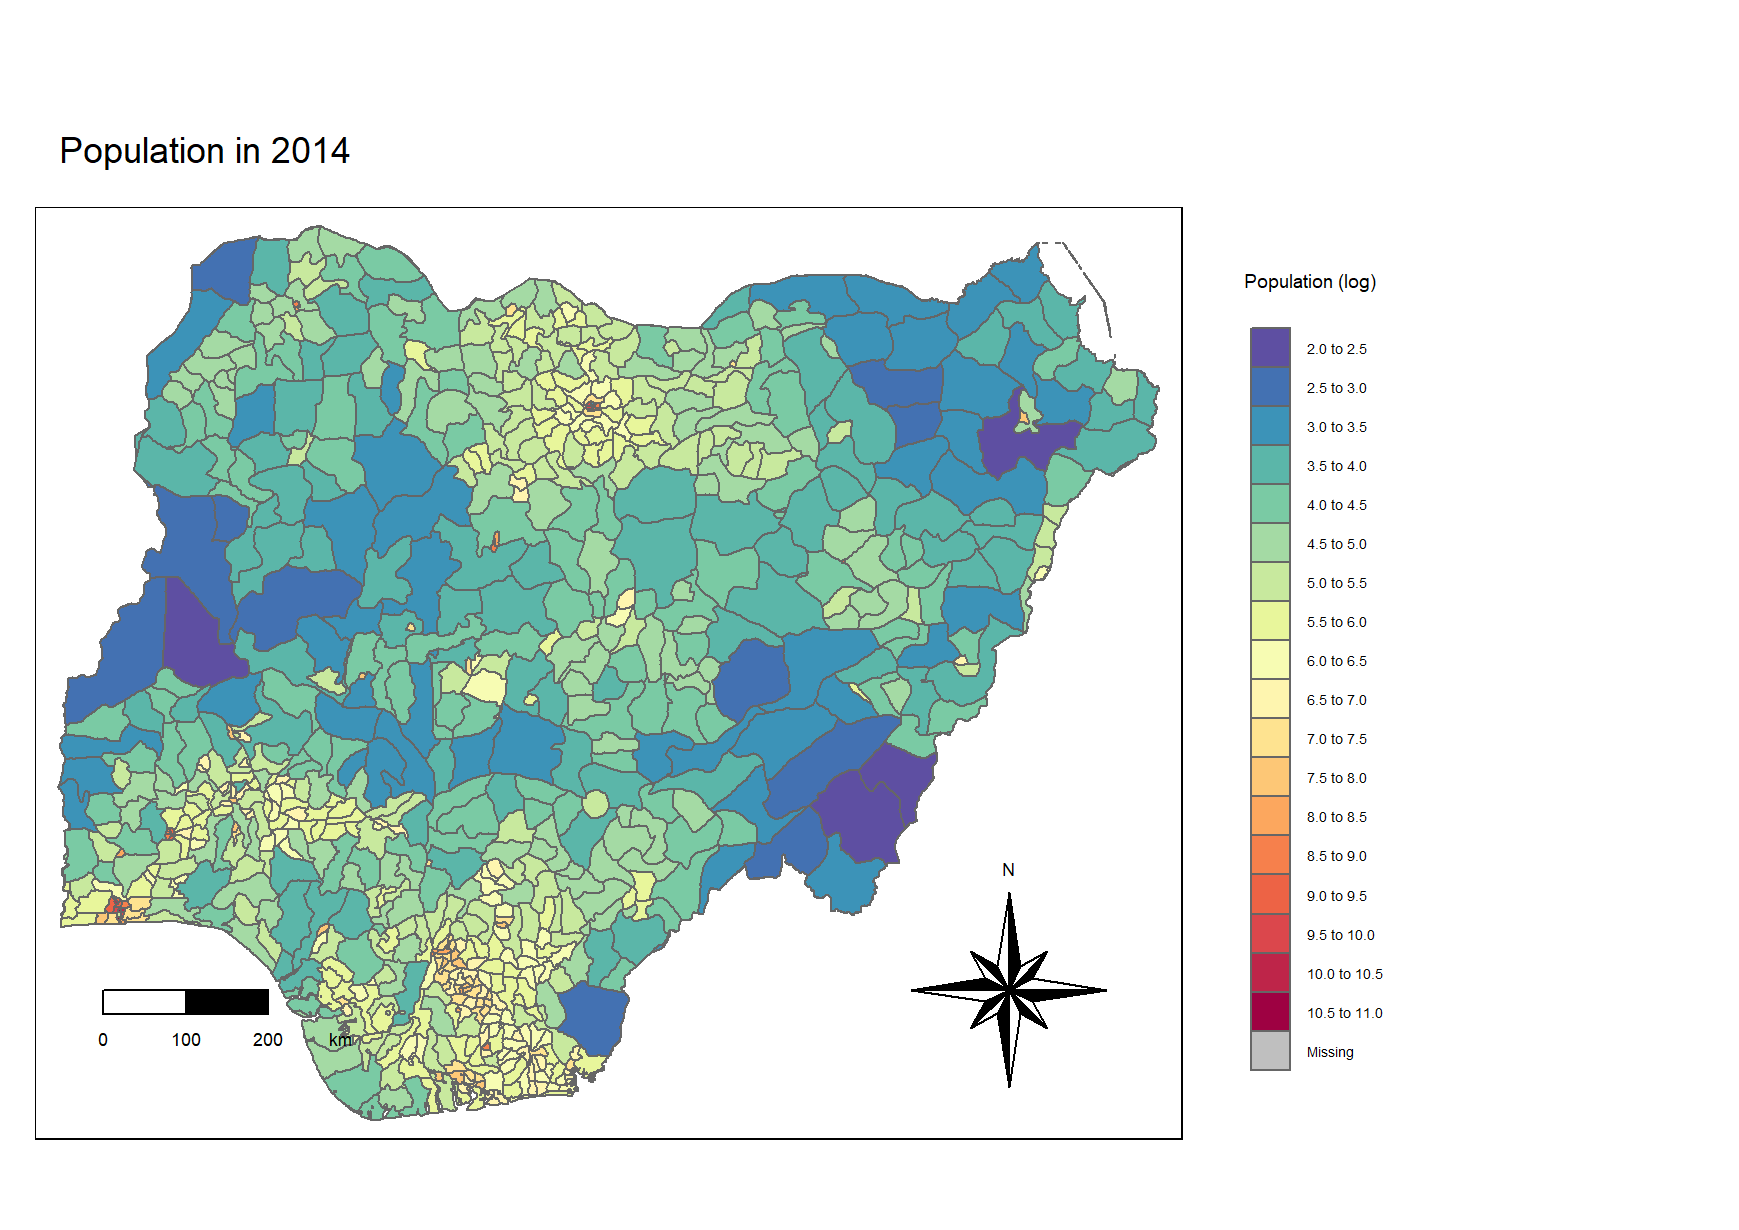 Population in 2014
Population (log)
2.0 to 2.5
2.5 to 3.0
3.0 to 3.5
3.5 to 4.0
4.0 to 4.5
4.5 to 5.0
5.0 to 5.5
5.5 to 6.0
6.0 to 6.5
6.5 to 7.0
7.0 to 7.5
7.5 to 8.0
8.0 to 8.5
8.5 to 9.0
9.0 to 9.5
9.5 to 10.0
10.0 to 10.5
10.5 to 11.0
Missing
N
0 100 200 km